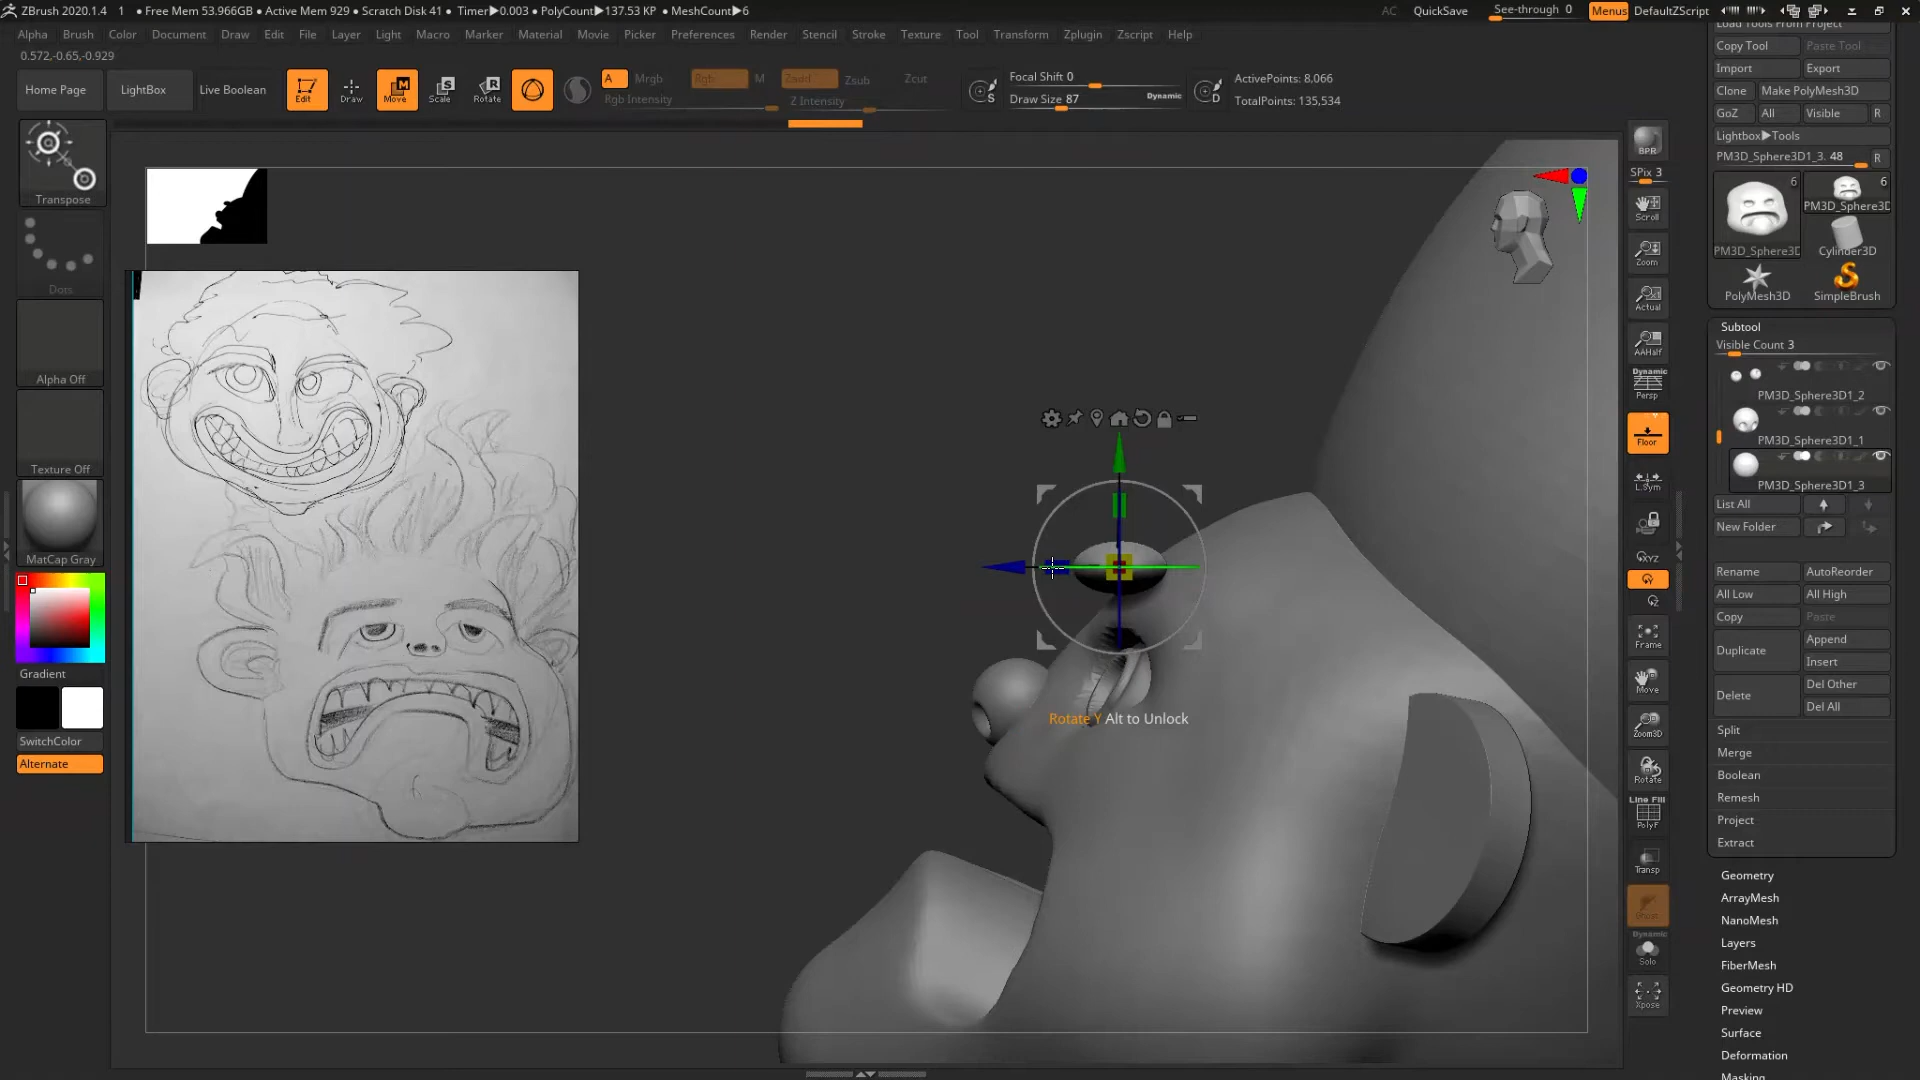 ZBrush 2020.1.4 1 • Free Mem 53.966GB • Active Mem 929 • Scratch Disk 41 • Timer▶0.003 • PolyCount▶137.53 KP • MeshCount▶6 AC QuickSave See-through 0 Menus DefaultZScript
Alpha Brush Color Document Draw Edit File Layer Light Macro Marker Material Movie Picker Preferences Render Stencil Stroke Texture Tool Transform Zplugin Zscript Help
0.572,-0.65,-0.929
Home Page LightBox Live Boolean Edit Draw Move Scale Rotate A Mrgb Rgb M Zadd Zsub Zcut
Rgb Intensity Z Intensity
Focal Shift 0
Draw Size 87 Dynamic
ActivePoints: 8,066
TotalPoints: 135,534
Transpose
Dots
Alpha Off
Texture Off
MatCap Gray
Gradient
SwitchColor
Alternate
Rotate Y Alt to Unlock
BPR
SPix 3
Scroll
Zoom
Actual
AAHalf
Dynamic
Persp
Floor
L.Sym
XYZ
Y
Z
Frame
Move
Zoom3D
Rotate
Line Fill
PolyF
Transp
Ghost
Dynamic
Solo
Xpose
Load Tools From Project
Copy Tool Paste Tool
Import Export
Clone Make PolyMesh3D
GoZ All Visible R
Lightbox▶Tools
PM3D_Sphere3D1_3. 48 R
6 6
PM3D_Sphere3D
PM3D_Sphere3D Cylinder3D
PolyMesh3D SimpleBrush
Subtool
Visible Count 3
PM3D_Sphere3D1_2
PM3D_Sphere3D1_1
PM3D_Sphere3D1_3
List All
New Folder
Rename AutoReorder
All Low All High
Copy Paste
Duplicate Append
Insert
Delete Del Other
Del All
Split
Merge
Boolean
Remesh
Project
Extract
Geometry
ArrayMesh
NanoMesh
Layers
FiberMesh
Geometry HD
Preview
Surface
Deformation
Masking